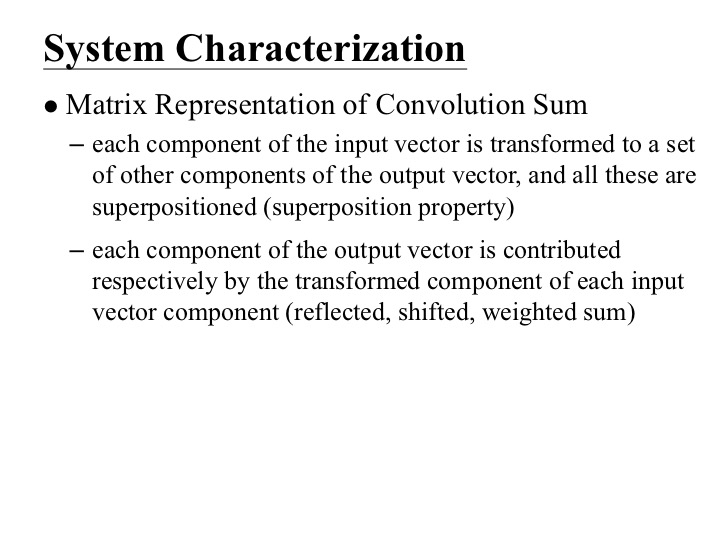 System Characterization
● Matrix Representation of Convolution Sum
– each component of the input vector is transformed to a set
of other components of the output vector, and all these are
superpositioned (superposition property)
– each component of the output vector is contributed
respectively by the transformed component of each input
vector component (reflected, shifted, weighted sum)